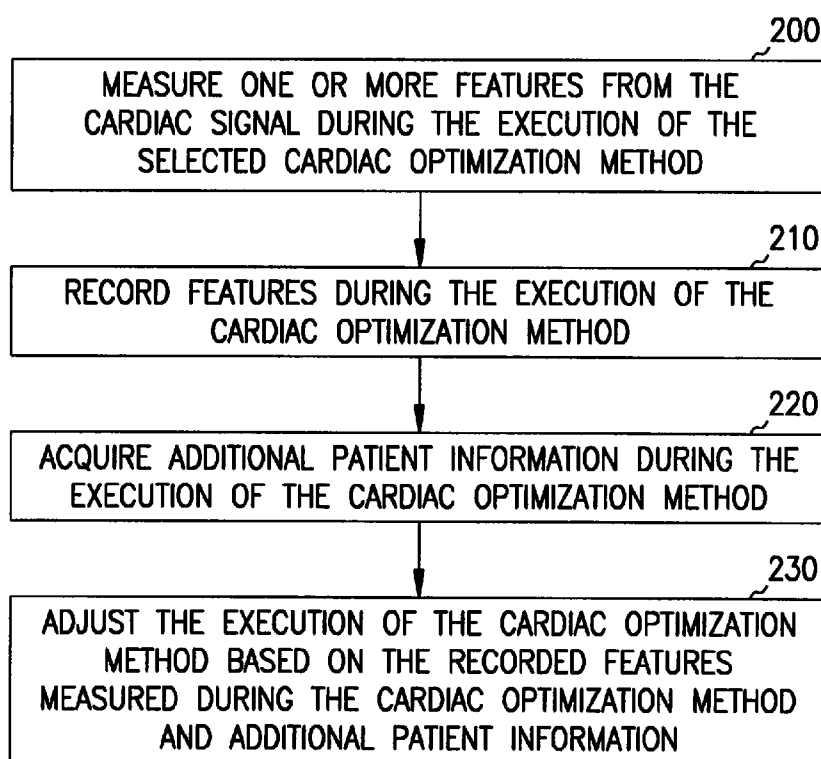 200
MEASURE ONE OR MORE FEATURES FROM THE
CARDIAC SIGNAL DURING THE EXECUTION OF THE
SELECTED CARDIAC OPTIMIZATION METHOD
210
RECORD FEATURES DURING THE EXECUTION OF THE
CARDIAC OPTIMIZATION METHOD
220
ACQUIRE ADDITIONAL PATIENT INFORMATION DURING THE
EXECUTION OF THE CARDIAC OPTIMIZATION METHOD
230
ADJUST THE EXECUTION OF THE CARDIAC OPTIMIZATION
METHOD BASED ON THE RECORDED FEATURES
MEASURED DURING THE CARDIAC OPTIMIZATION METHOD
AND ADDITIONAL PATIENT INFORMATION